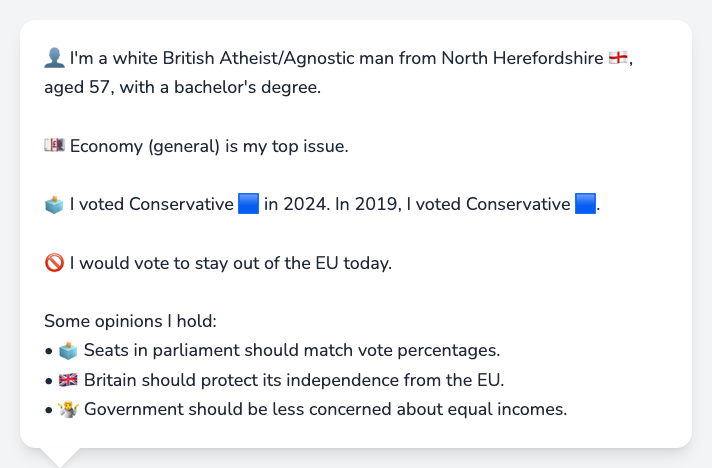 👤 I'm a white British Atheist/Agnostic man from North Herefordshire 🏴󠁧󠁢󠁥󠁮󠁧󠁿,
aged 57, with a bachelor's degree.
💷 Economy (general) is my top issue.
🗳️ I voted Conservative 🟦 in 2024. In 2019, I voted Conservative 🟦.
🚫 I would vote to stay out of the EU today.
Some opinions I hold:
• 🗳️ Seats in parliament should match vote percentages.
• 🇬🇧 Britain should protect its independence from the EU.
• 🤷 Government should be less concerned about equal incomes.